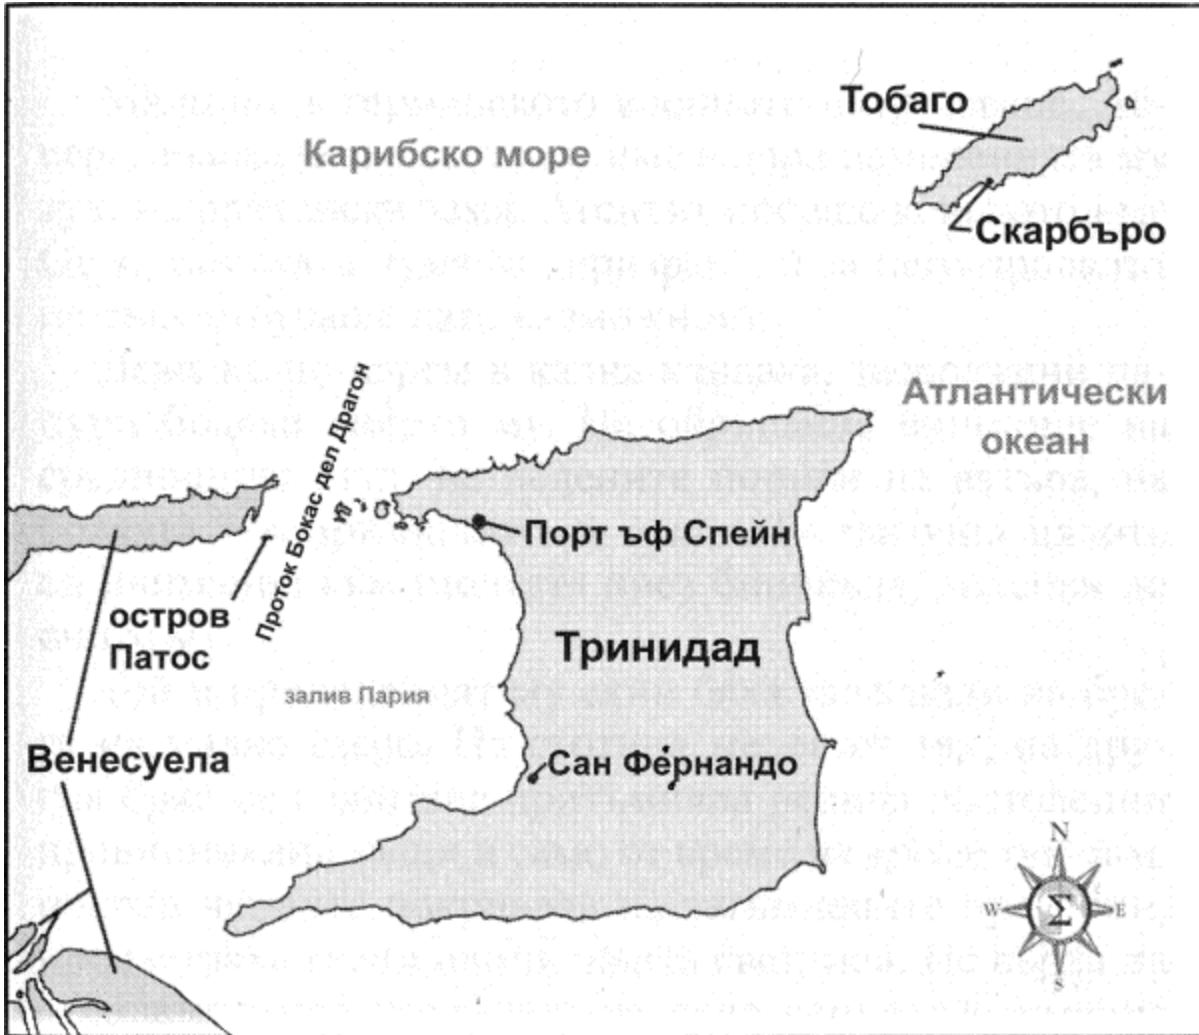 Тобаго
Карибско море
Скарбъро
Атлантически
океан
Проток Бокас дел Драгон
Порт ъф Спейн
остров
Патос
Тринидад
залив Пария
Венесуела
Сан Фернандо
N
W
Σ
E
S